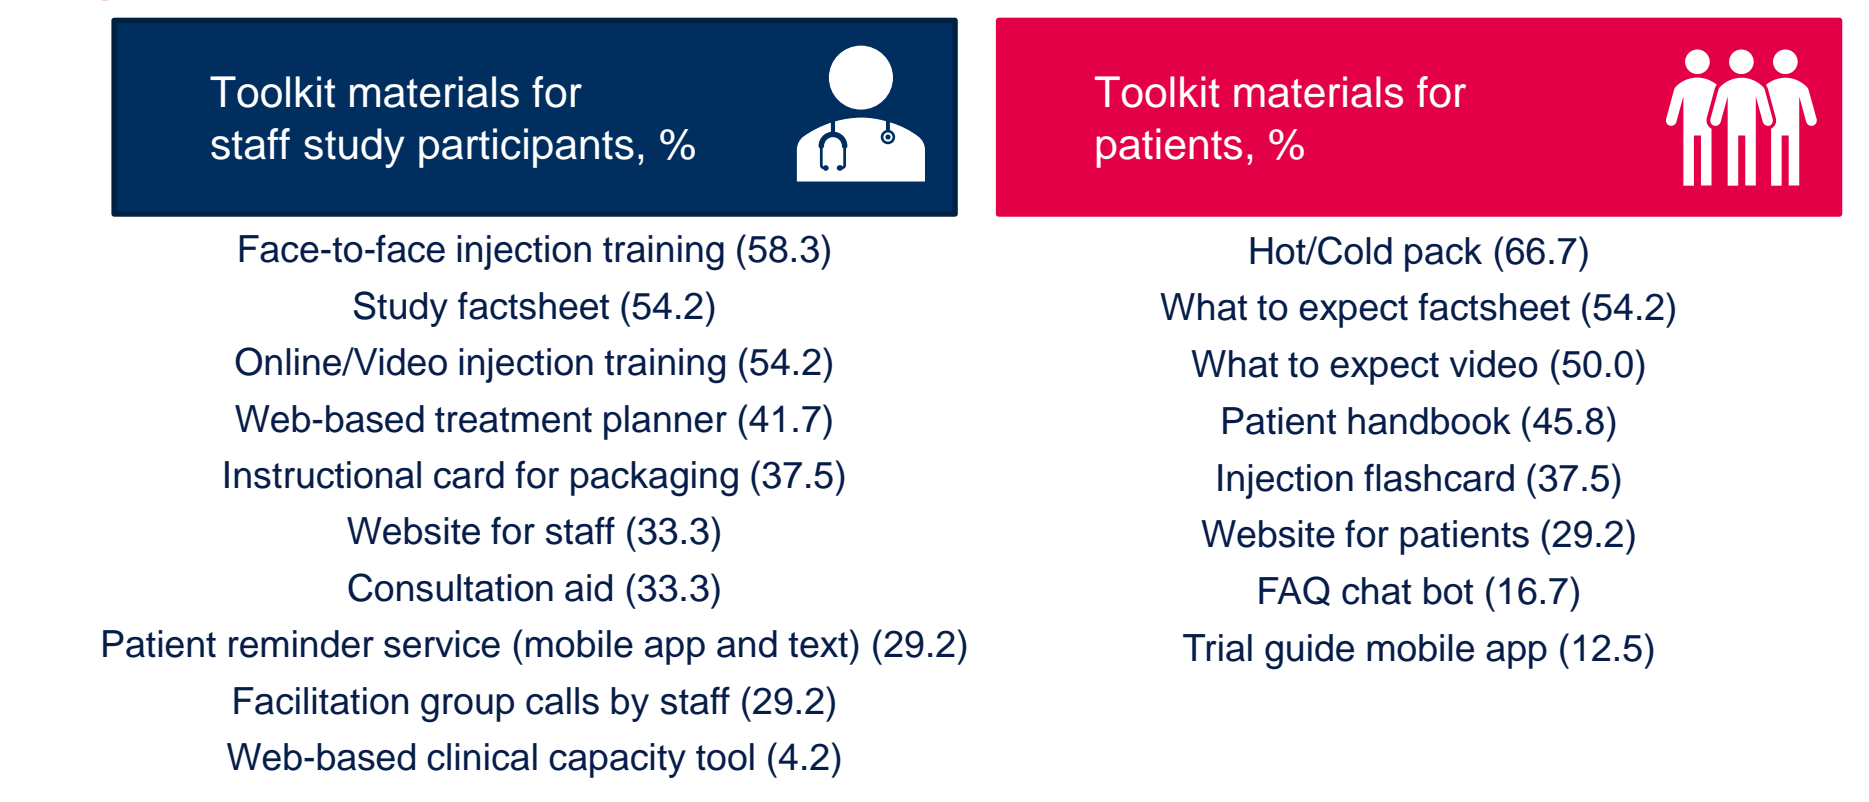 Toolkit materials for
staff study participants, %
Face-to-face injection training (58.3)
Study factsheet (54.2)
Online/Video injection training (54.2)
Web-based treatment planner (41.7)
Instructional card for packaging (37.5)
Website for staff (33.3)
Consultation aid (33.3)
Patient reminder service (mobile app and text) (29.2)
Facilitation group calls by staff (29.2)
Web-based clinical capacity tool (4.2)
Toolkit materials for
patients, %
Hot/Cold pack (66.7)
What to expect factsheet (54.2)
What to expect video (50.0)
Patient handbook (45.8)
Injection flashcard (37.5)
Website for patients (29.2)
FAQ chat bot (16.7)
Trial guide mobile app (12.5)